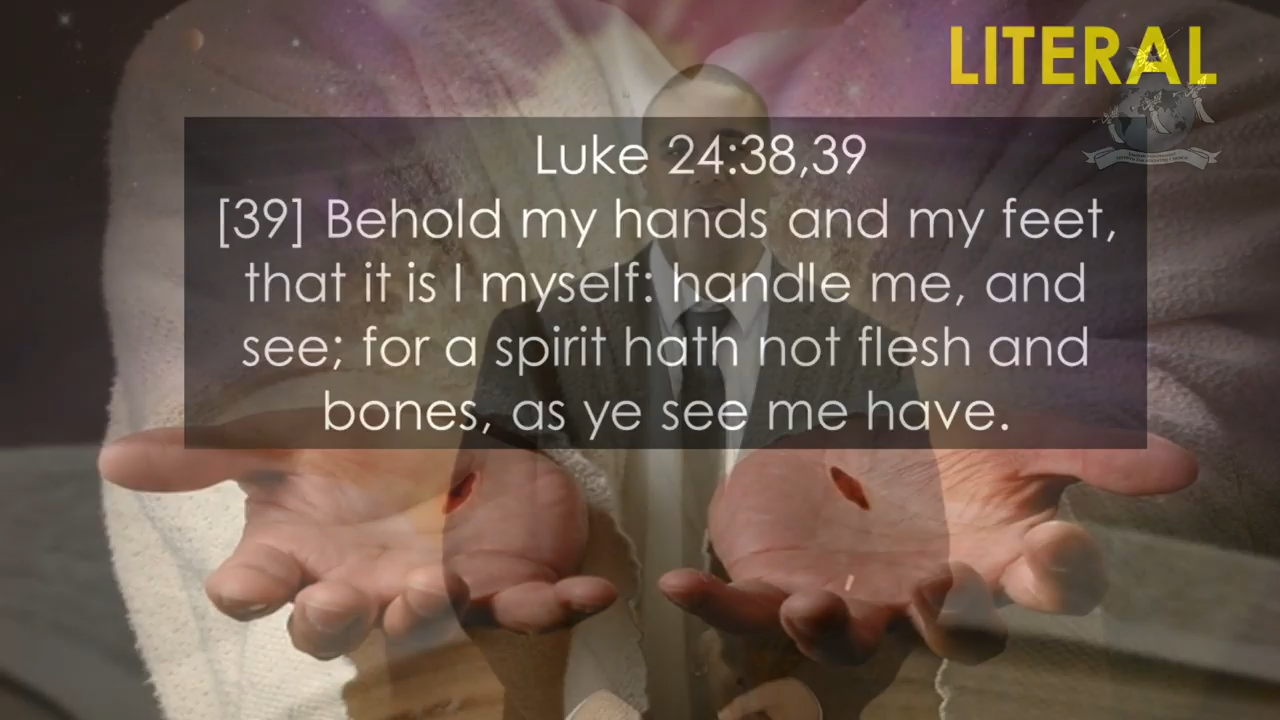 LITERAL
Luke 24:38,39
[39] Behold my hands and my feet,
that it is I myself: handle me, and
see; for a spirit hath not flesh and
bones, as ye see me have.